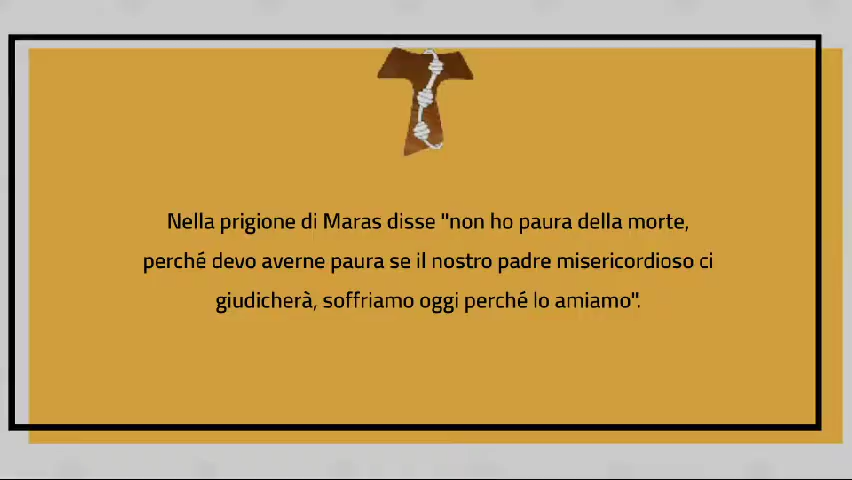 Nella prigione di Maras disse "non ho paura della morte,
perché devo averne paura se il nostro padre misericordioso ci
giudicherà, soffriamo oggi perché lo amiamo".